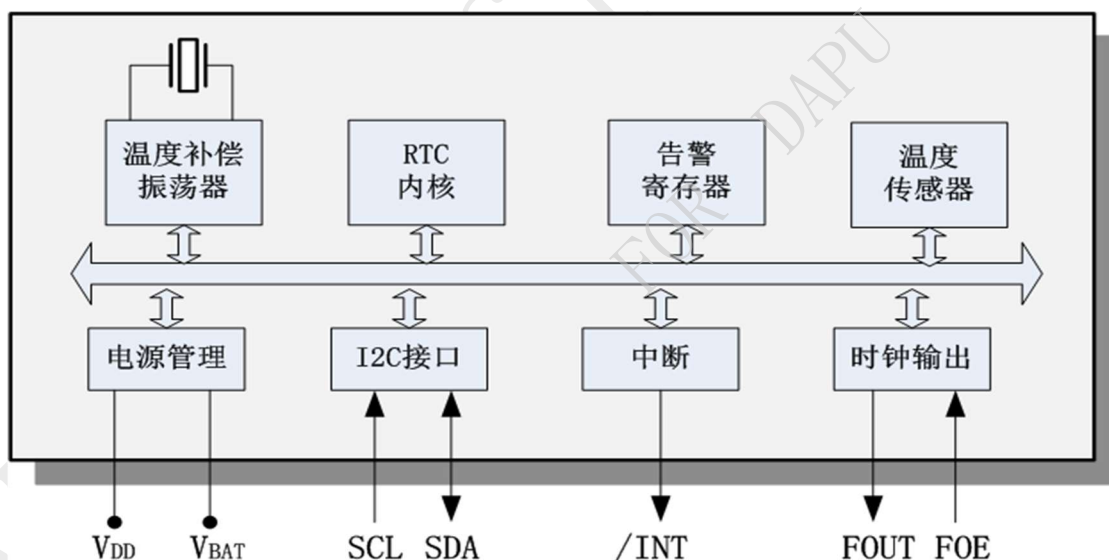 温度补偿
振荡器
RTC
内核
告警
寄存器
温度
传感器
电源管理
I2C接口
中断
时钟输出
VDD VBAT SCL SDA /INT FOUT FOE
FOR DAPU